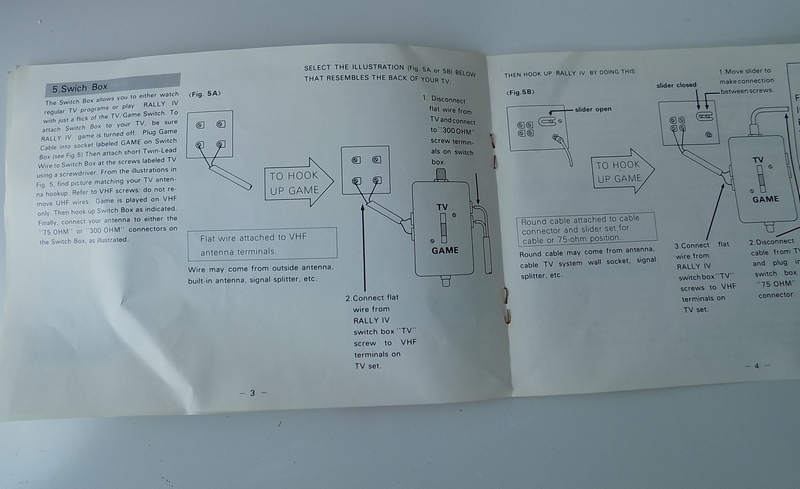 5.Swich Box
The Switch Box allows you to either watch
regular TV programs or play RALLY IV
with just a flick of the TV/Game Switch. To
attach Switch Box to your TV, be sure
RALLY IV game is turned off. Plug Game
Cable into socket labeled GAME on Switch
Box (see Fig 5) Then attach short Twin-Lead
Wire to Switch Box at the screws labeled TV
using a screwdriver. From the illustrations in
Fig. 5, find picture matching your TV anten-
na hookup. Refer to VHF screws: do not re-
move UHF wires. Game is played on VHF
only. Then hook up Switch Box as indicated.
Finally, connect your antenna to either the
"75 OHM" or "300 OHM" connectors on
the Switch Box, as illustrated.
SELECT THE ILLUSTRATION (Fig. 5A or 5B) BELOW
THAT RESEMBLES THE BACK OF YOUR TV.
(Fig. 5A)
TO HOOK
UP GAME
Flat wire attached to VHF
antenna terminals.
Wire may come from outside antenna,
built-in antenna, signal splitter, etc.
1. Disconnect
flat wire from
TV and connect
to "300 OHM"
screw termin-
als on switch
box.
TV
GAME
2.Connect flat
wire from
RALLY IV
switch box "TV"
screw to VHF
terminals on
TV set.
— 3 —
THEN HOOK UP RALLY IV BY DOING THIS:
(Fig. 5B)
slider open
TO HOOK
UP GAME
Round cable attached to cable
connector and slider set for
cable or 75-ohm position.
Round cable may come from antenna,
cable TV system wall socket, signal
splitter, etc.
slider closed
1.Move slider to
make connection
between screws.
TV
GAME
3.Connect flat
wire from
RALLY IV
switch box "TV"
screws to VHF
terminals on
TV set.
2.Disconnect
cable from T
and plug in
switch box
"75 OHM"
connector.
— 4 —